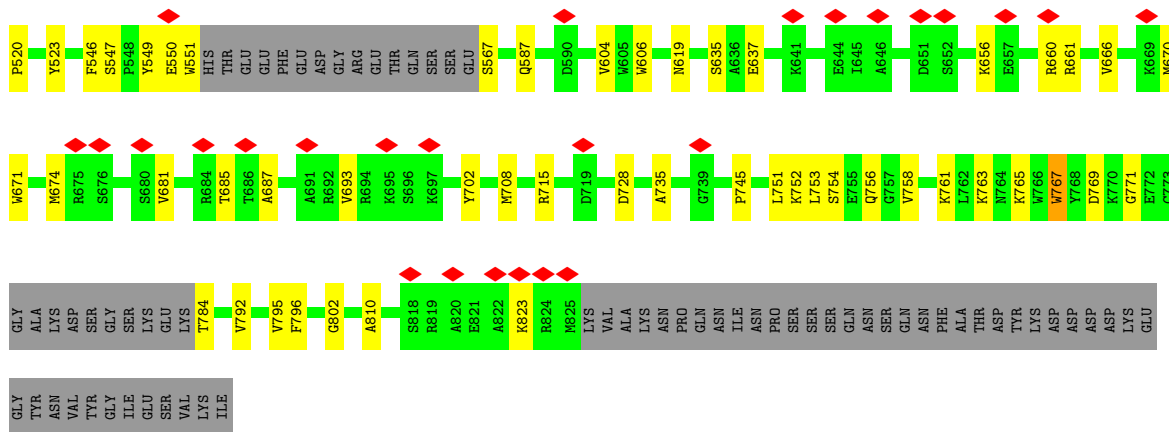 P520 Y523 F546 S547 P548 Y549 E550 W551 HIS THR GLU GLU PHE GLU ASP GLY ARG GLU THR GLN SER SER GLU S567 Q587 D590 V604 W605 W606 N619 S635 A636 E637 K641 E644 I645 A646 D651 S652 K656 E657 R660 R661 V666 K669 M670
W671 M674 R675 S676 S680 V681 R684 T685 T686 A687 A691 R692 V693 R694 K695 S696 K697 Y702 M708 R715 D719 D728 A735 G739 P745 L751 K752 L753 S754 E755 Q756 G757 V758 K761 L762 K763 N764 K765 W766 W767 Y768 D769 K770 G771 E772 G773
GLY ALA LYS ASP SER GLY SER LYS GLU LYS T784 V792 V795 F796 G802 A810 S818 R819 A820 E821 A822 K823 R824 M825 LYS VAL ALA LYS ASN PRO GLN ASN ILE ASN PRO SER SER SER GLN ASN SER GLN ASN PHE ALA THR ASP TYR LYS ASP ASP ASP ASP LYS GLU
GLY TYR ASN VAL TYR GLY ILE GLU SER VAL LYS ILE